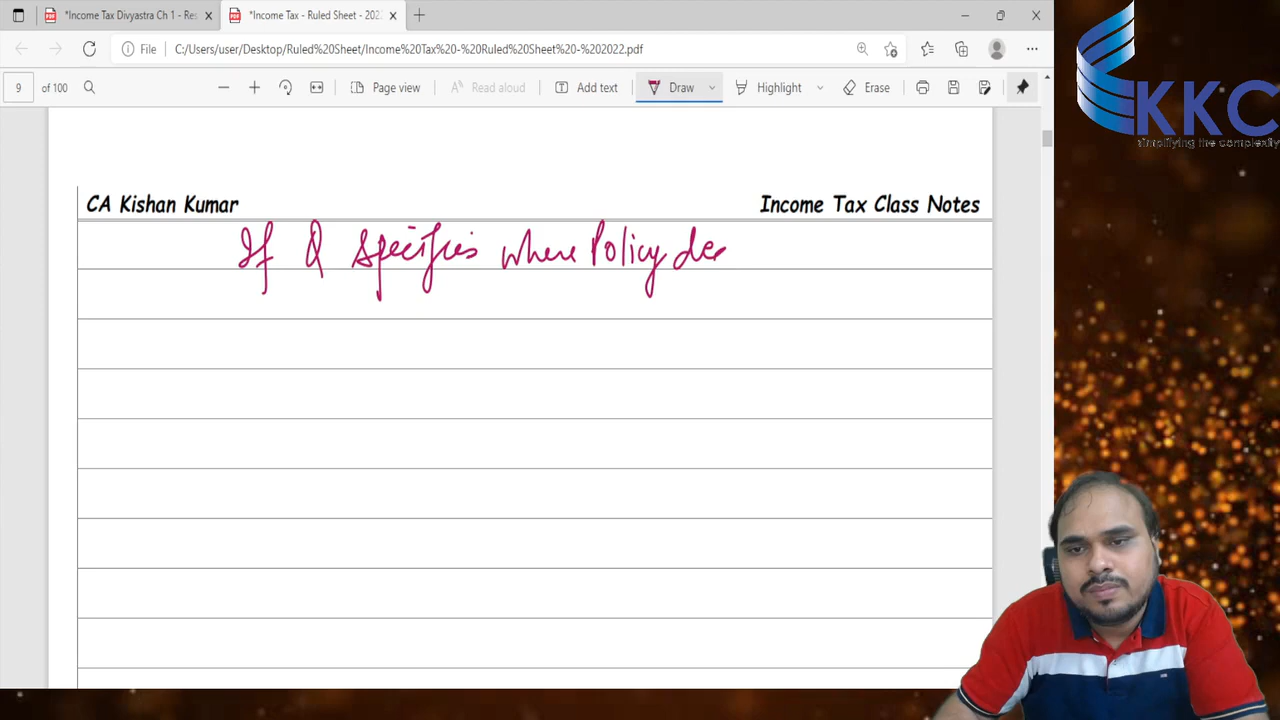 *Income Tax Divyastra Ch 1 - Res
*Income Tax - Ruled Sheet - 202
File
C:/Users/user/Desktop/Ruled%20Sheet/Income%20Tax%20-%20Ruled%20Sheet%20-%202022.pdf
9 of 100
Page view
Read aloud
Add text
Draw
Highlight
Erase
KKC
simplifying the complexity
CA Kishan Kumar
Income Tax Class Notes
If Q specifies where Policy dec